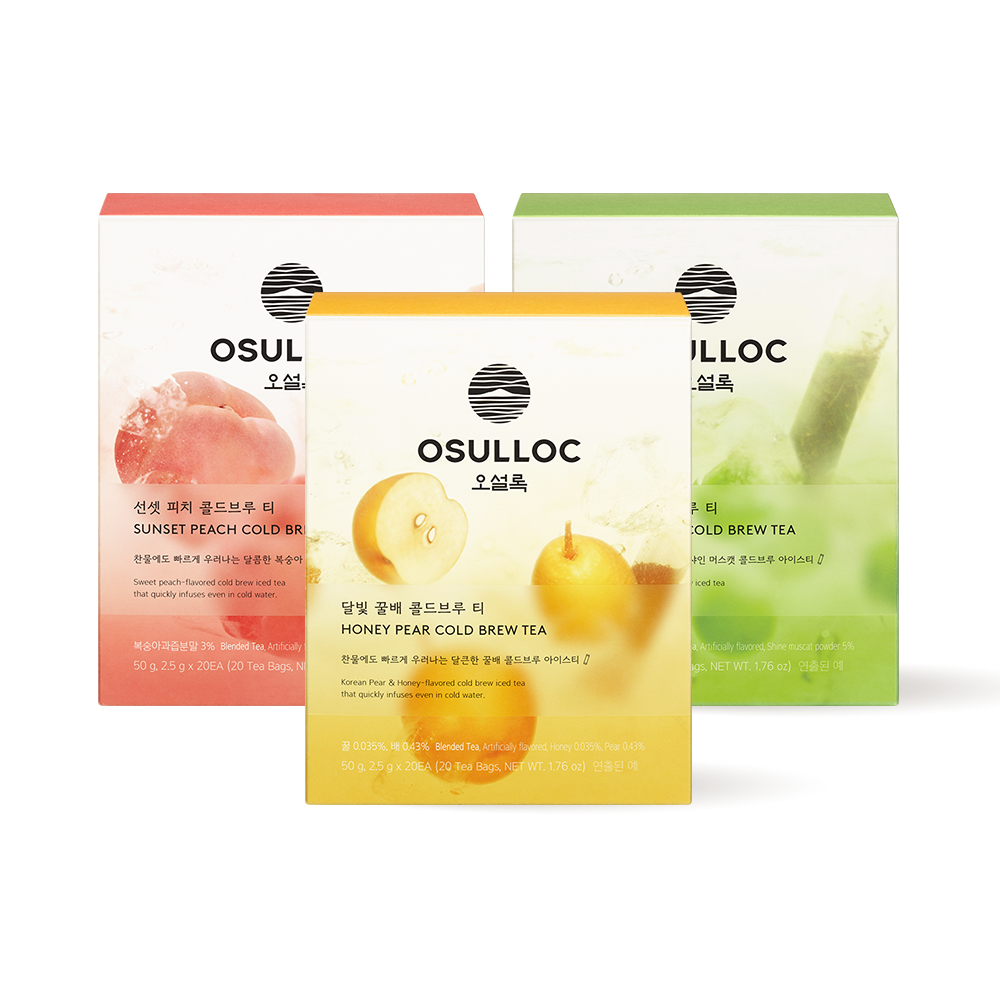 OSUL
오설
선셋 피치 콜드브루 티
SUNSET PEACH COLD
찬물에도 빠르게 우러나는 달콤한 복숭아
Sweet peach-flavored cold brew iced tea
that quickly infuses even in cold water.
복숭아과즙분말 3% Blended Tea, Artificially
50 g, 2.5 g x 20EA (20 Tea Bags,
OSULLOC
오설록
달빛 꿀배 콜드브루 티
HONEY PEAR COLD BREW TEA
찬물에도 빠르게 우러나는 달큰한 꿀배 콜드브루 아이스티
Korean Pear & Honey-flavored cold brew iced tea
that quickly infuses even in cold water.
꿀 0.035%, 배 0.43% Blended Tea, Artificially flavored, Honey 0.035%, Pear 0.43%
50 g, 2.5 g x 20EA (20 Tea Bags, NET WT. 1.76 oz) 연출된 예
ULLOC
설록
티
COLD BREW TEA
머스캣 콜드브루 아이스티
iced tea
Artificially flavored, Shine muscat powder 5%
NET WT. 1.76 oz) 연출된 예